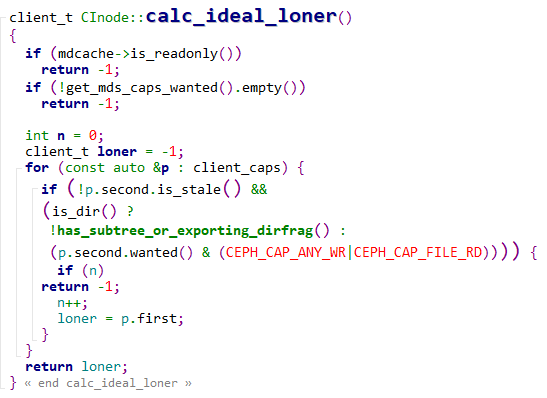 client_t CInode::calc_ideal_loner()
{
  if (mdcache->is_readonly())
    return -1;
  if (!get_mds_caps_wanted().empty())
    return -1;

  int n = 0;
  client_t loner = -1;
  for (const auto &p : client_caps) {
    if (!p.second.is_stale() &&
    (is_dir() ?
     !has_subtree_or_exporting_dirfrag() :
     (p.second.wanted() & (CEPH_CAP_ANY_WR|CEPH_CAP_FILE_RD)))) {
      if (n)
    return -1;
      n++;
      loner = p.first;
    }
  }
  return loner;
} « end calc_ideal_loner »